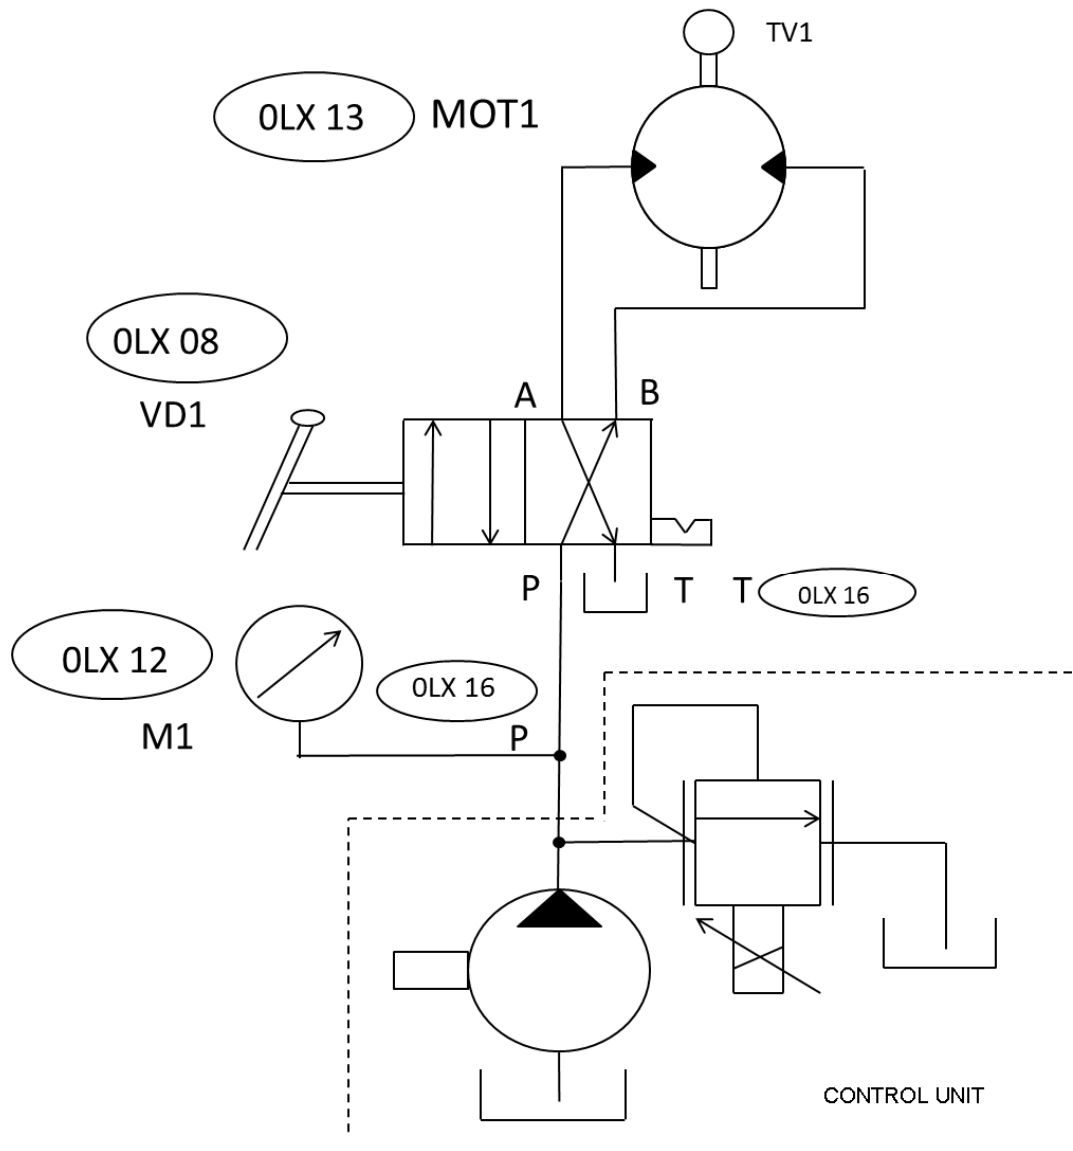 TV1
0LX 13 MOT1
0LX 08
VD1
A B
P T T 0LX 16
0LX 12 0LX 16
M1 P
CONTROL UNIT